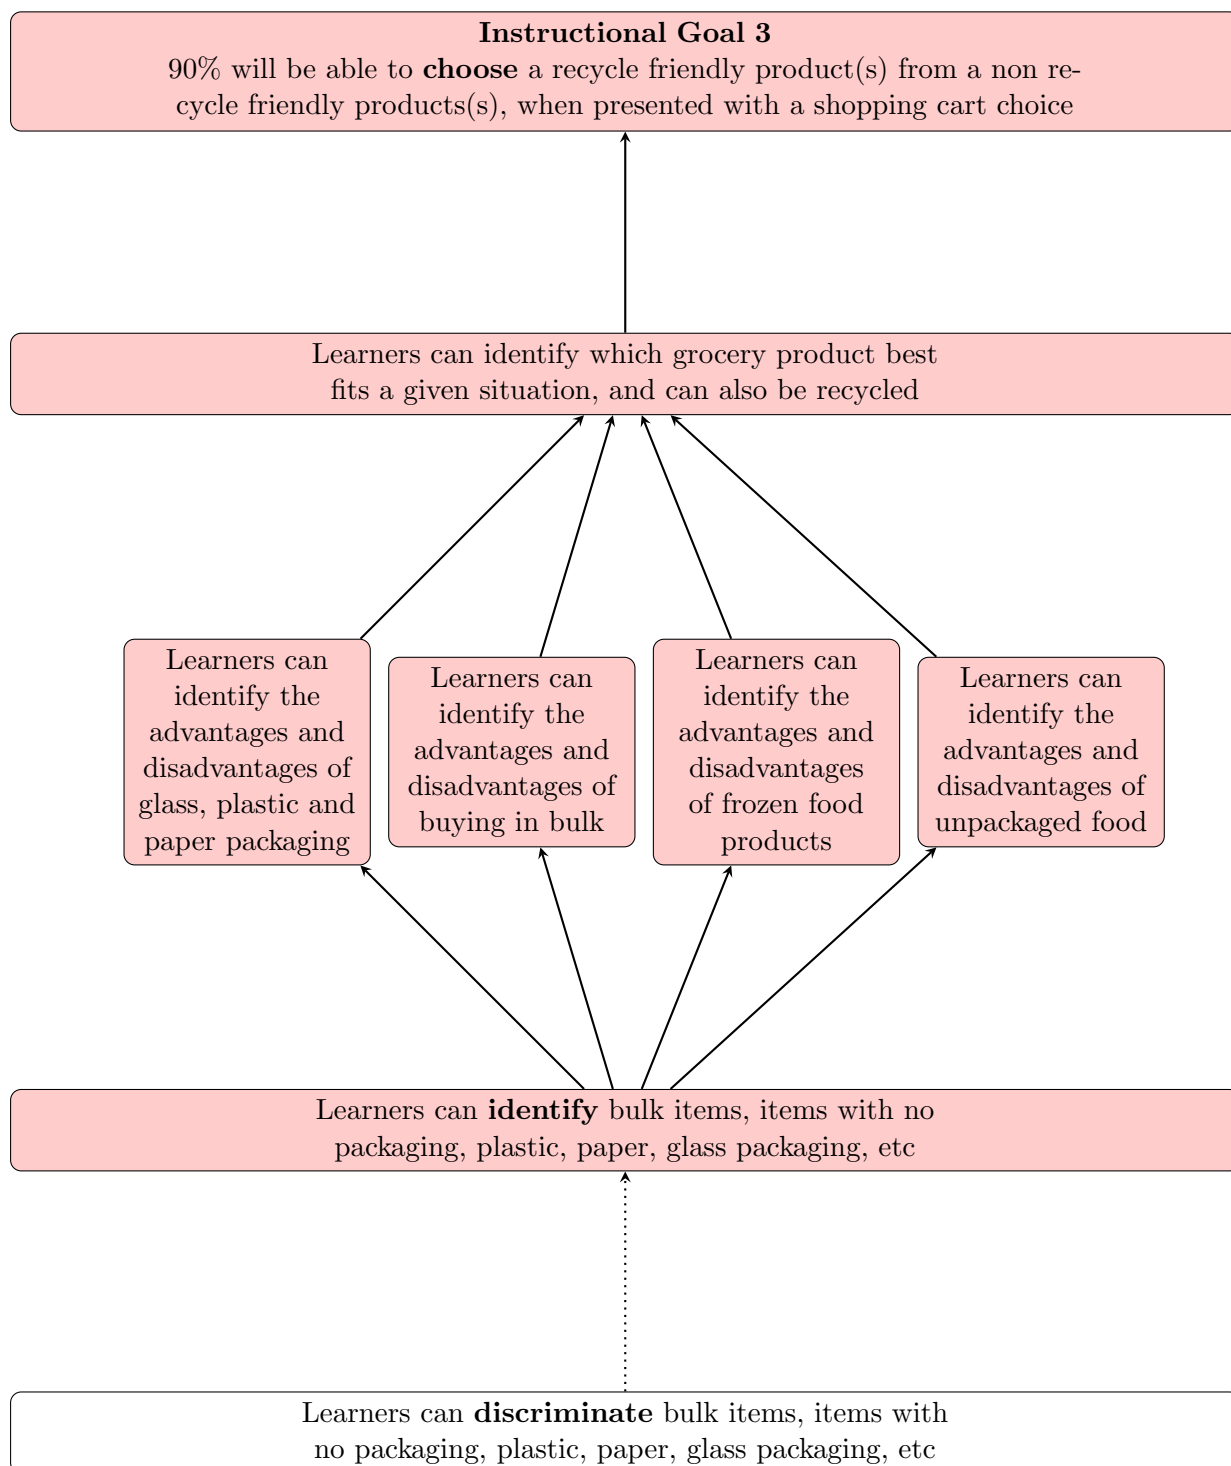 Instructional Goal 3
90% will be able to choose a recycle friendly product(s) from a non re-
cycle friendly products(s), when presented with a shopping cart choice
Learners can identify which grocery product best
fits a given situation, and can also be recycled
Learners can
identify the
advantages and
disadvantages of
glass, plastic and
paper packaging
Learners can
identify the
advantages and
disadvantages of
buying in bulk
Learners can
identify the
advantages and
disadvantages
of frozen food
products
Learners can
identify the
advantages and
disadvantages of
unpackaged food
Learners can identify bulk items, items with no
packaging, plastic, paper, glass packaging, etc
Learners can discriminate bulk items, items with
no packaging, plastic, paper, glass packaging, etc